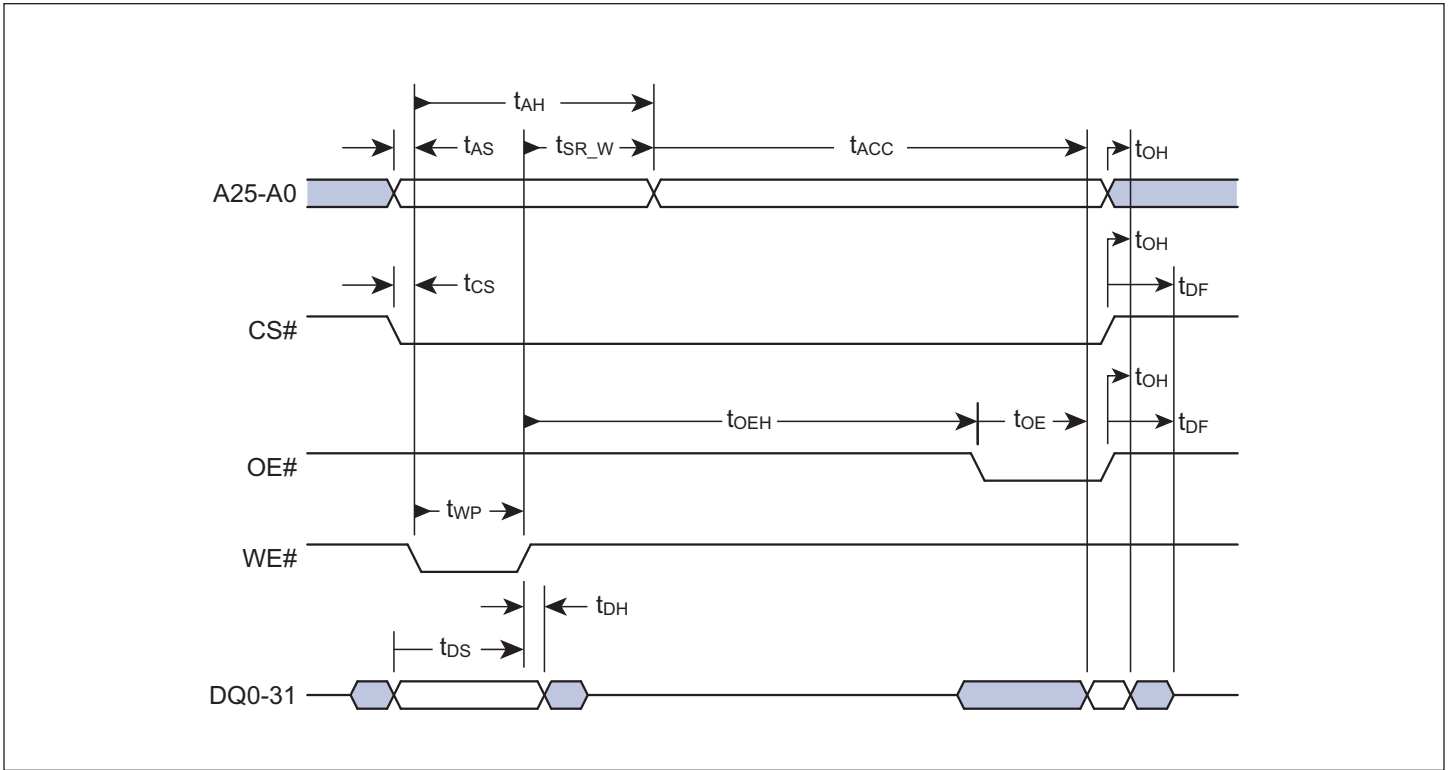 tAH
tAS
tSR_W
tACC
tOH
A25-A0
tOH
tCS
tDF
CS#
tOH
tOEH
tOE
tDF
OE#
tWP
WE#
tDH
tDS
DQ0-31